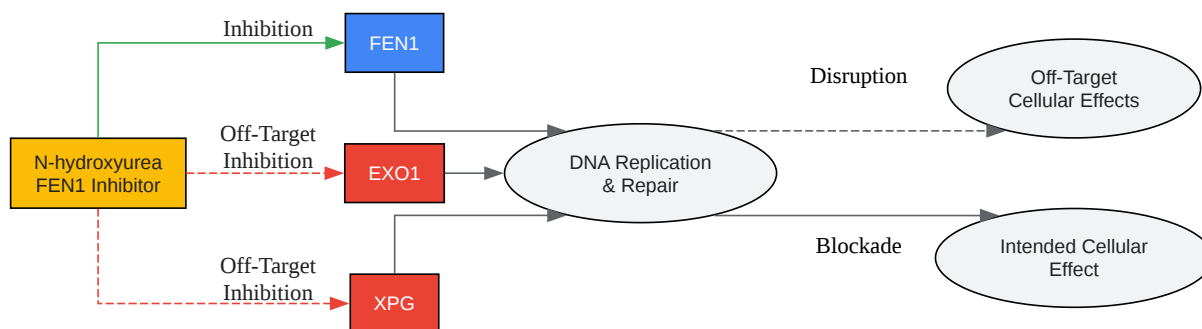 Inhibition
FEN1
Disruption
Off-Target
Cellular Effects
Off-Target
Inhibition
N-hydroxyurea
FEN1 Inhibitor
EXO1
DNA Replication
& Repair
Blockade
Intended Cellular
Effect
Off-Target
Inhibition
XPG